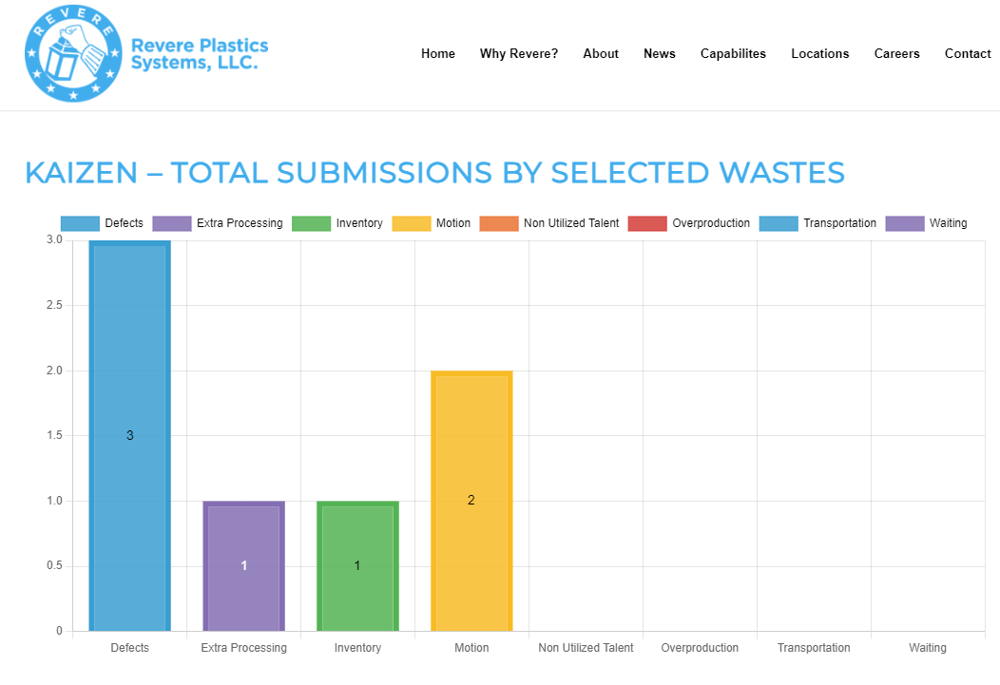 REVERE
Revere Plastics
Systems, LLC.
Home Why Revere? About News Capabilites Locations Careers Contact
KAIZEN – TOTAL SUBMISSIONS BY SELECTED WASTES
Defects Extra Processing Inventory Motion Non Utilized Talent Overproduction Transportation Waiting
3.0
2.5
2.0
1.5
1.0
0.5
0
3
1
1
2
Defects Extra Processing Inventory Motion Non Utilized Talent Overproduction Transportation Waiting